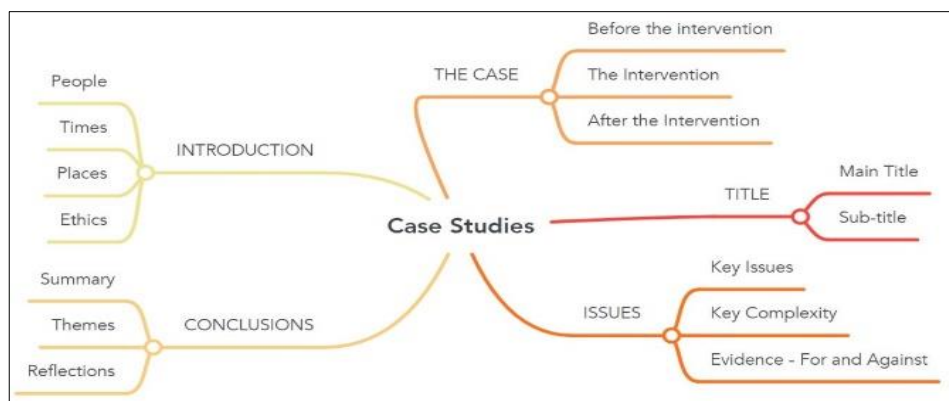 Case Studies
THE CASE
Before the intervention
The Intervention
After the Intervention
TITLE
Main Title
Sub-title
ISSUES
Key Issues
Key Complexity
Evidence - For and Against
INTRODUCTION
People
Times
Places
Ethics
CONCLUSIONS
Summary
Themes
Reflections